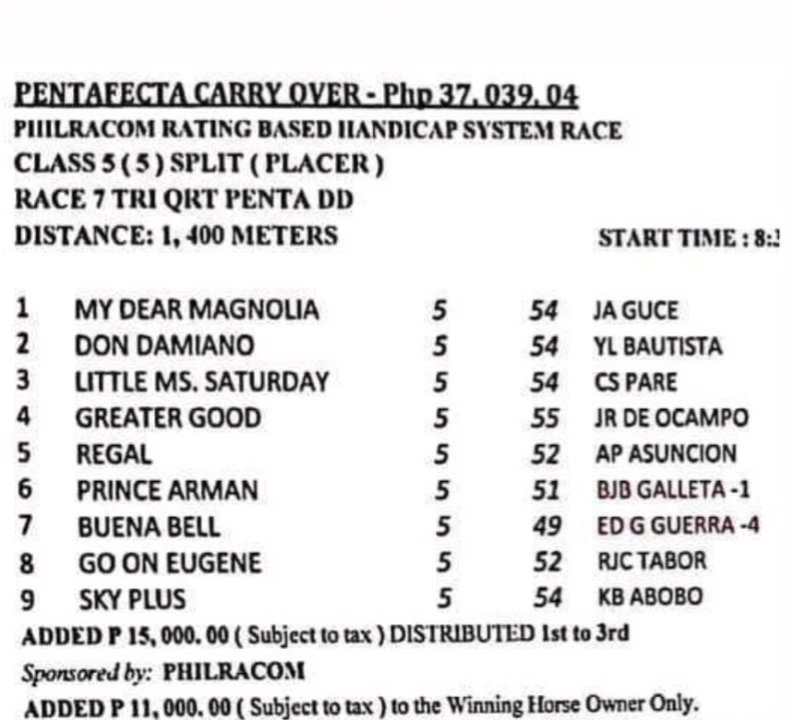 PENTAFECTA CARRY OVER - Php 37, 039. 04
PHILRACOM RATING BASED HANDICAP SYSTEM RACE
CLASS 5 ( 5 ) SPLIT ( PLACER )
RACE 7 TRI QRT PENTA DD
DISTANCE: 1, 400 METERS START TIME : 8:
1 MY DEAR MAGNOLIA 5 54 JA GUCE
2 DON DAMIANO 5 54 YL BAUTISTA
3 LITTLE MS. SATURDAY 5 54 CS PARE
4 GREATER GOOD 5 55 JR DE OCAMPO
5 REGAL 5 52 AP ASUNCION
6 PRINCE ARMAN 5 51 BJB GALLETA -1
7 BUENA BELL 5 49 ED G GUERRA -4
8 GO ON EUGENE 5 52 RJC TABOR
9 SKY PLUS 5 54 KB ABOBO
ADDED P 15, 000. 00 ( Subject to tax ) DISTRIBUTED 1st to 3rd
Sponsored by: PHILRACOM
ADDED P 11, 000. 00 ( Subject to tax ) to the Winning Horse Owner Only.